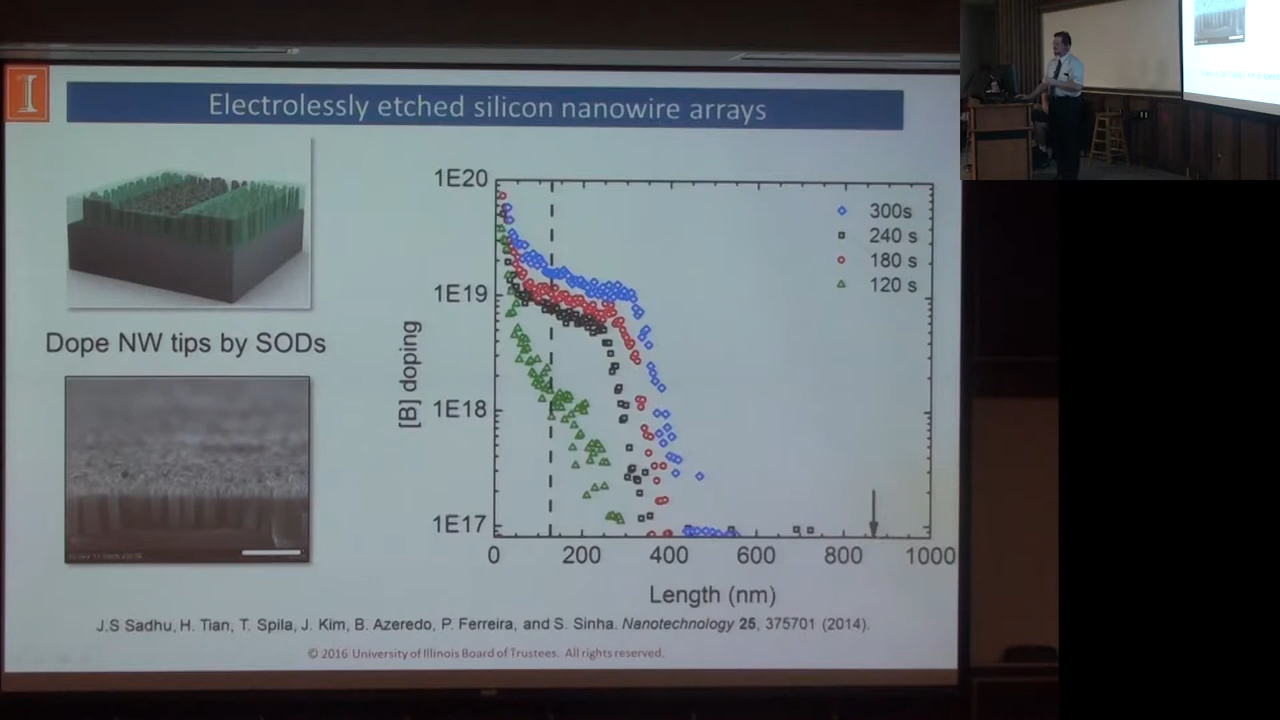 I
Electrolessly etched silicon nanowire arrays
Dope NW tips by SODs
[B] doping
1E20
1E19
1E18
1E17
0 200 400 600 800 1000
Length (nm)
300s
240 s
180 s
120 s
J.S Sadhu, H. Tian, T. Spila, J. Kim, B. Azeredo, P. Ferreira, and S. Sinha. Nanotechnology 25, 375701 (2014).
© 2016 University of Illinois Board of Trustees. All rights reserved.